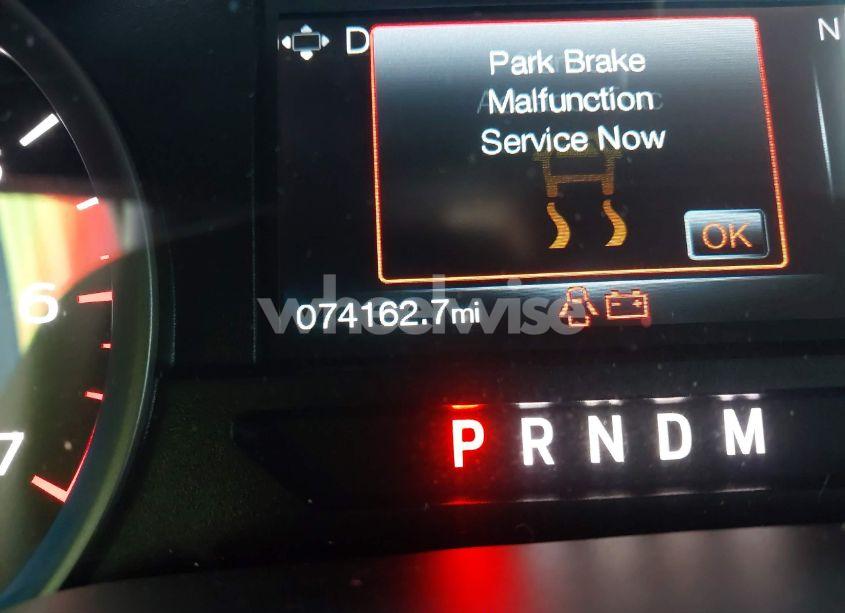 D
N
Park Brake
Malfunction
Service Now
OK
6
074162.7mi
wheelwise
7
P R N D M